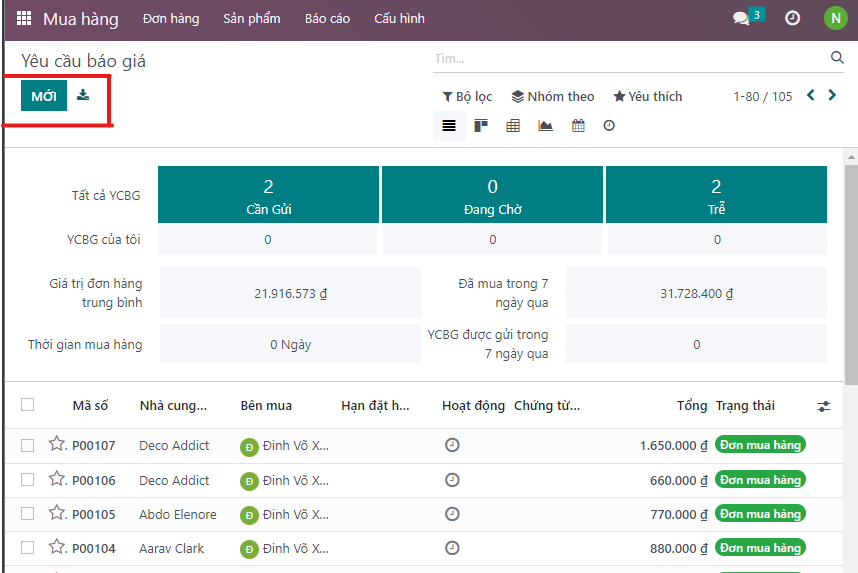 Mua hàng Đơn hàng Sản phẩm Báo cáo Cấu hình 3 N
Yêu cầu báo giá Tìm...
MỚI Bộ lọc Nhóm theo Yêu thích 1-80 / 105
Tất cả YCBG 2 Cần Gửi 0 Đang Chờ 2 Trễ
YCBG của tôi 0 0 0
Giá trị đơn hàng trung bình 21.916.573 ₫ Đã mua trong 7 ngày qua 31.728.400 ₫
Thời gian mua hàng 0 Ngày YCBG được gửi trong 7 ngày qua 0
Mã số Nhà cung... Bên mua Hạn đặt h... Hoạt động Chứng từ... Tổng Trạng thái
P00107 Deco Addict Đ Đinh Võ X... 1.650.000 ₫ Đơn mua hàng
P00106 Deco Addict Đ Đinh Võ X... 660.000 ₫ Đơn mua hàng
P00105 Abdo Elenore Đ Đinh Võ X... 770.000 ₫ Đơn mua hàng
P00104 Aarav Clark Đ Đinh Võ X... 880.000 ₫ Đơn mua hàng